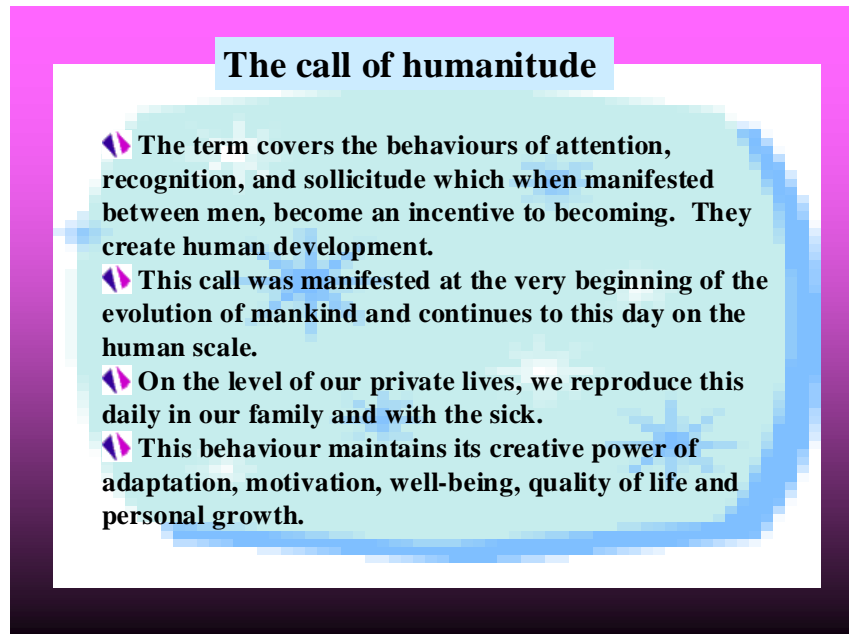 The call of humanitude
The term covers the behaviours of attention,
recognition, and sollicitude which when manifested
between men, become an incentive to becoming.  They
create human development.
This call was manifested at the very beginning of the
evolution of mankind and continues to this day on the
human scale.
On the level of our private lives, we reproduce this
daily in our family and with the sick.
This behaviour maintains its creative power of
adaptation, motivation, well-being, quality of life and
personal growth.